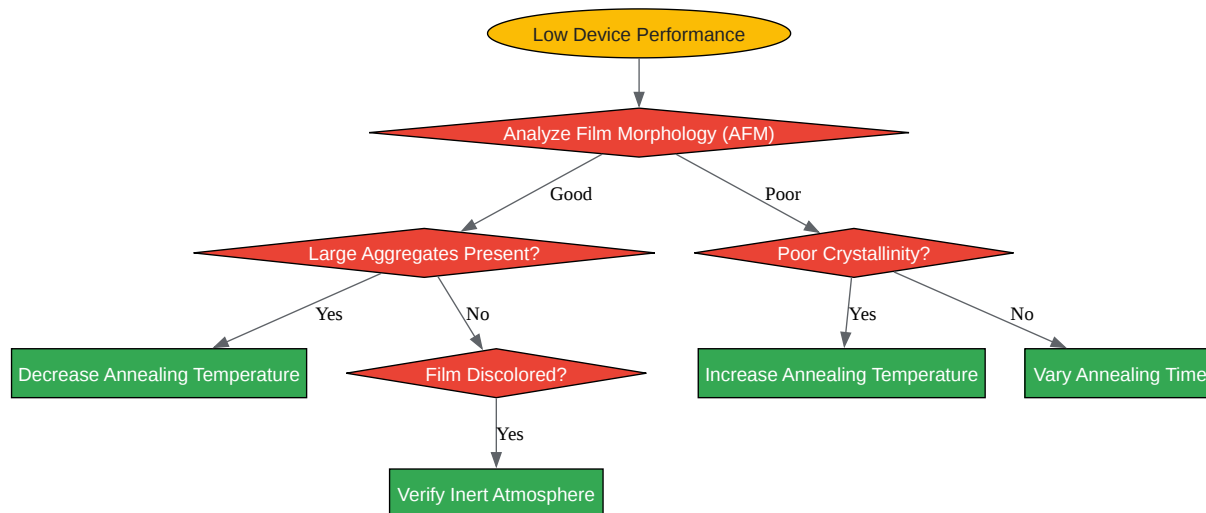 Low Device Performance
Analyze Film Morphology (AFM)
Good
Poor
Large Aggregates Present?
Poor Crystallinity?
Yes
No
Yes
No
Decrease Annealing Temperature
Film Discolored?
Increase Annealing Temperature
Vary Annealing Time
Yes
Verify Inert Atmosphere